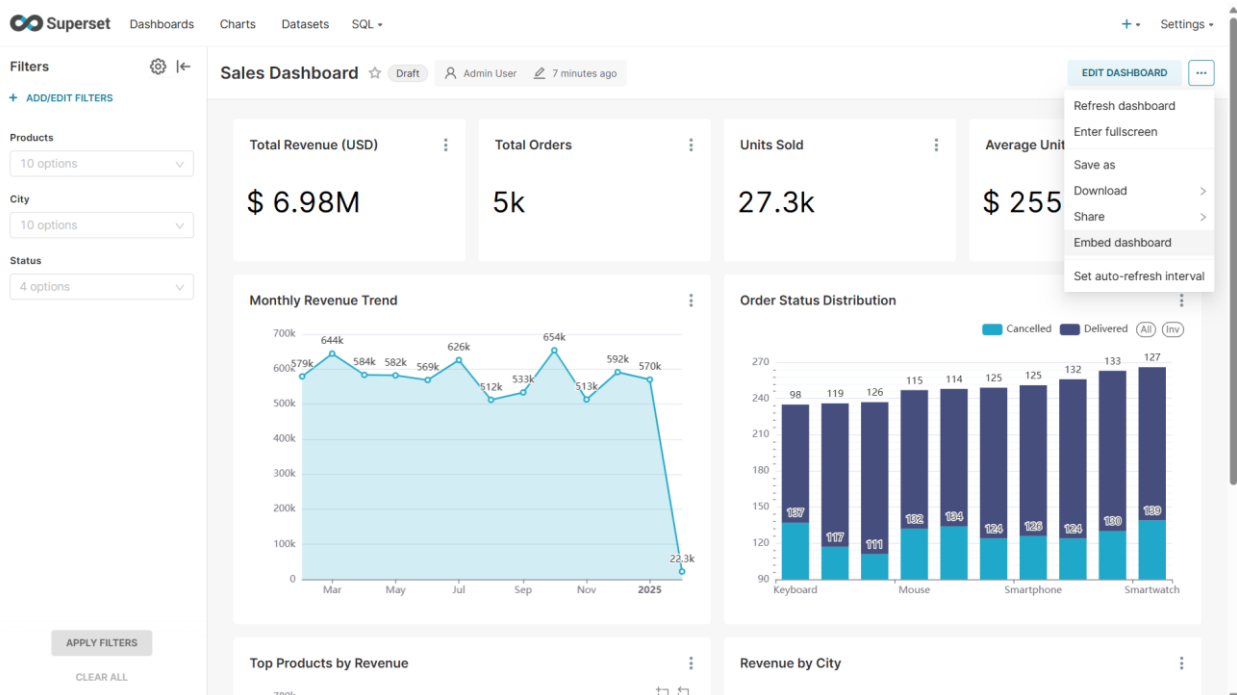 Superset Dashboards Charts Datasets SQL Settings
Filters
+ ADD/EDIT FILTERS
Products
10 options
City
10 options
Status
4 options
APPLY FILTERS
CLEAR ALL
Sales Dashboard Draft Admin User 7 minutes ago
EDIT DASHBOARD ...
Refresh dashboard
Enter fullscreen
Save as
Download
Share
Embed dashboard
Set auto-refresh interval
Total Revenue (USD)
$ 6.98M
Total Orders
5k
Units Sold
27.3k
Average Unit
$ 255
Monthly Revenue Trend
700k
600k
500k
400k
300k
200k
100k
0
579k 644k 584k 582k 569k 626k 512k 533k 654k 513k 592k 570k 22.3k
Mar May Jul Sep Nov 2025
Order Status Distribution
Cancelled Delivered All Inv
270
240
210
180
150
120
90
98 119 126 115 114 125 125 132 133 127
137 117 111 132 134 124 126 124 130 139
Keyboard Mouse Smartphone Smartwatch
Top Products by Revenue
780k
Revenue by City